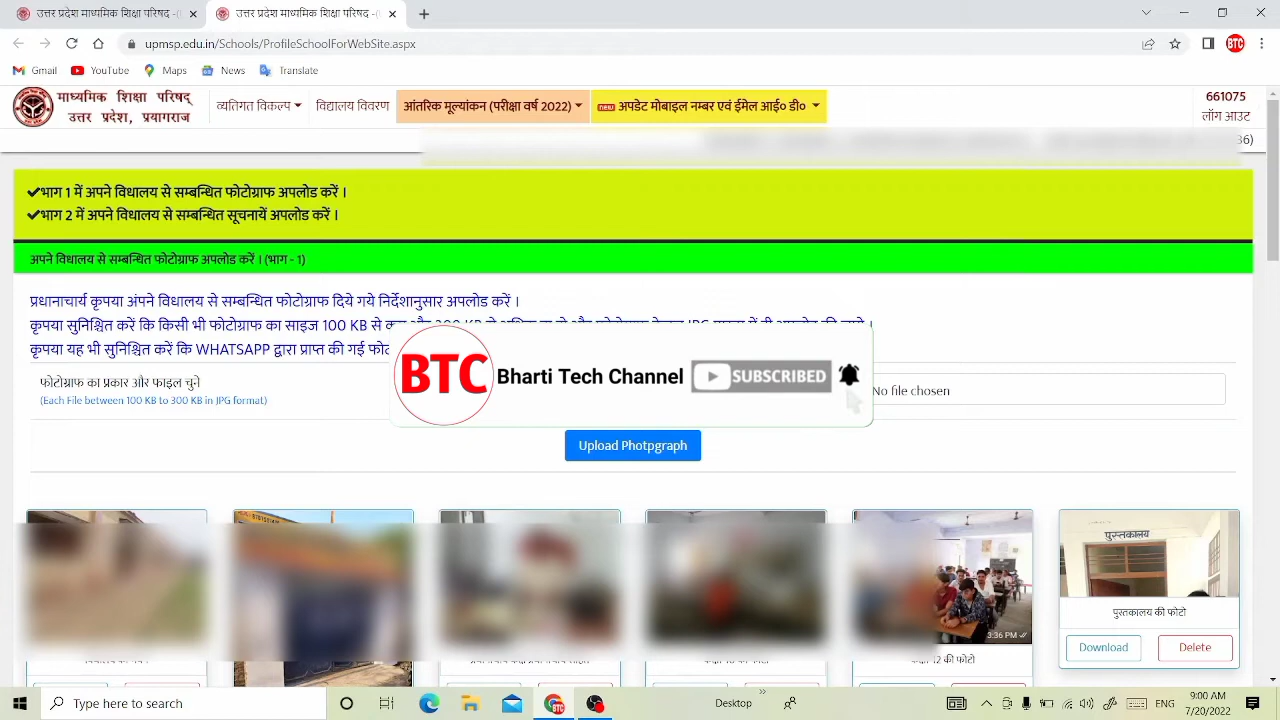 उत्तर प्रदेश माध्यमिक शिक्षा परिषद -
उत्तर प्रदेश माध्यमिक शिक्षा परिषद -(
upmsp.edu.in/Schools/ProfileSchoolForWebSite.aspx
BTC
Gmail YouTube Maps News Translate
माध्यमिक शिक्षा परिषद्
उत्तर प्रदेश, प्रयागराज
व्यतिगत विकल्प विद्यालय विवरण आंतरिक मूल्यांकन (परीक्षा वर्ष 2022) अपडेट मोबाइल नम्बर एवं ईमेल आई० डी०
661075
लॉग आउट
36)
भाग 1 में अपने विधालय से सम्बन्धित फोटोग्राफ अपलोड करें ।
भाग 2 में अपने विधालय से सम्बन्धित सूचनायें अपलोड करें ।
अपने विधालय से सम्बन्धित फोटोग्राफ अपलोड करें । (भाग - 1)
प्रधानाचार्य कृपया अंपने विधालय से सम्बन्धित फोटोग्राफ दिये गये निर्देशानुसार अपलोड करें ।
कृपया सुनिश्चित करें कि किसी भी फोटोग्राफ का साइज 100 KB से
कृपया यह भी सुनिश्चित करें कि WHATSAPP द्वारा प्राप्त की गई
फोटोग्राफ का प्रकार और फाइल चुने
(Each File between 100 KB to 300 KB in JPG format)
No file chosen
BTC Bharti Tech Channel SUBSCRIBED
Upload Photpgraph
पुस्तकालय
3:36 PM
पुस्तकालय की फोटो
Download Delete
12 की फोटो
Type here to search
Desktop
9:00 AM
7/20/2022